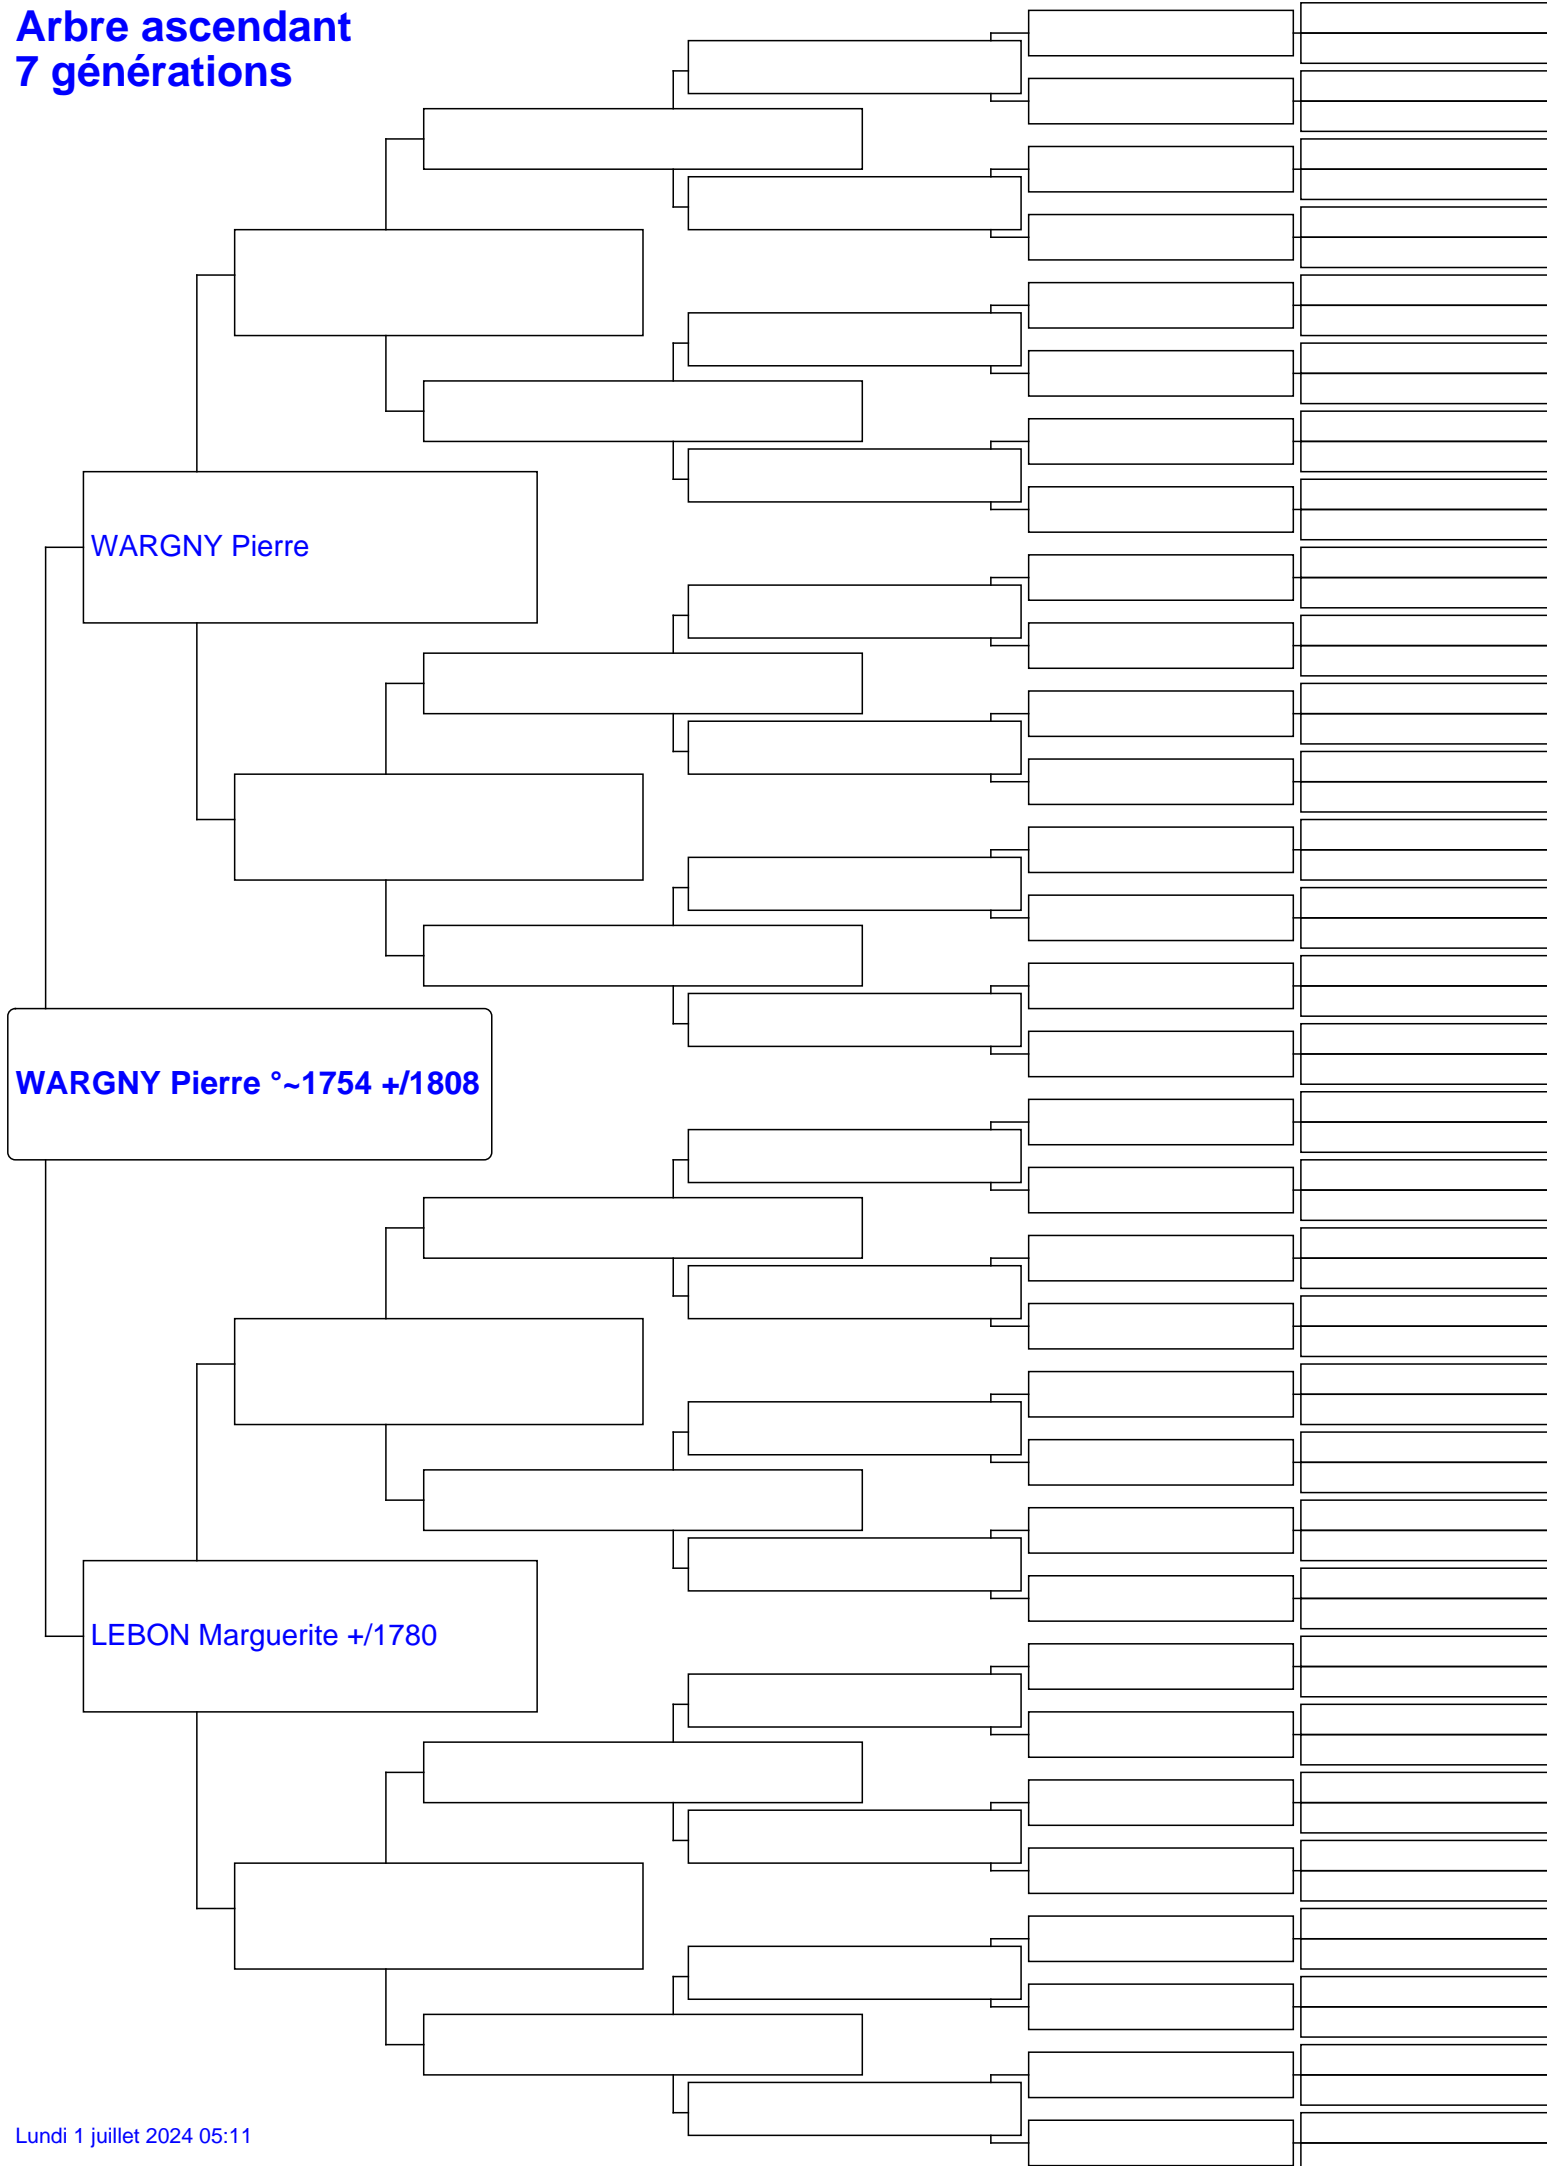 Arbre ascendant
7 générations
WARGNY Pierre
WARGNY Pierre °~1754 +/1808
LEBON Marguerite +/1780
Lundi 1 juillet 2024 05:11